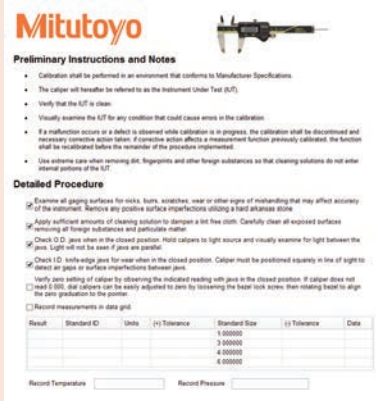 Mitutoyo
Preliminary Instructions and Notes
• Calibration shall be performed in an environment that conforms to Manufacturer Specifications.
• The caliper will hereafter be referred to as the Instrument Under Test (IUT).
• Verify that the IUT is clean.
• Visually examine the IUT for any condition that could cause errors in the calibration.
• If a malfunction occurs or a defect is observed while calibration is in progress, the calibration shall be discontinued and
necessary corrective action taken; if corrective action affects a measurement function previously calibrated, the function
shall be recalibrated before the remainder of the procedure implemented.
• Use extreme care when removing dirt, fingerprints and other foreign substances so that cleaning solutions do not enter
internal portions of the IUT.
Detailed Procedure
Examine all gaging surfaces for nicks, burrs, scratches, wear or other signs of mishandling that may affect accuracy
of the instrument. Remove any positive surface imperfections utilizing a hard arkansas stone.
Apply sufficient amounts of cleaning solution to dampen a lint free cloth. Carefully clean all exposed surfaces
removing all foreign substances and particulate matter.
Check O.D. jaws when in the closed position. Hold calipers to light source and visually examine for light between the
jaws. Light will not be seen if jaws are parallel.
Check I.D. knife-edge jaws for wear when in the closed position. Caliper must be positioned squarely in line of sight to
detect air gaps or surface imperfections between jaws.
Verify zero setting of caliper by observing the indicated reading with jaws in the closed position. If caliper does not
read 0.000, dial calipers can be easily adjusted to zero by loosening the bezel lock screw, then rotating bezel to align
the zero graduation to the pointer.
Record measurements in data grid.
Result Standard ID Units (+) Tolerance Standard Size (-) Tolerance Data
1.000000
3.000000
4.000000
6.000000
Record Temperature Record Pressure